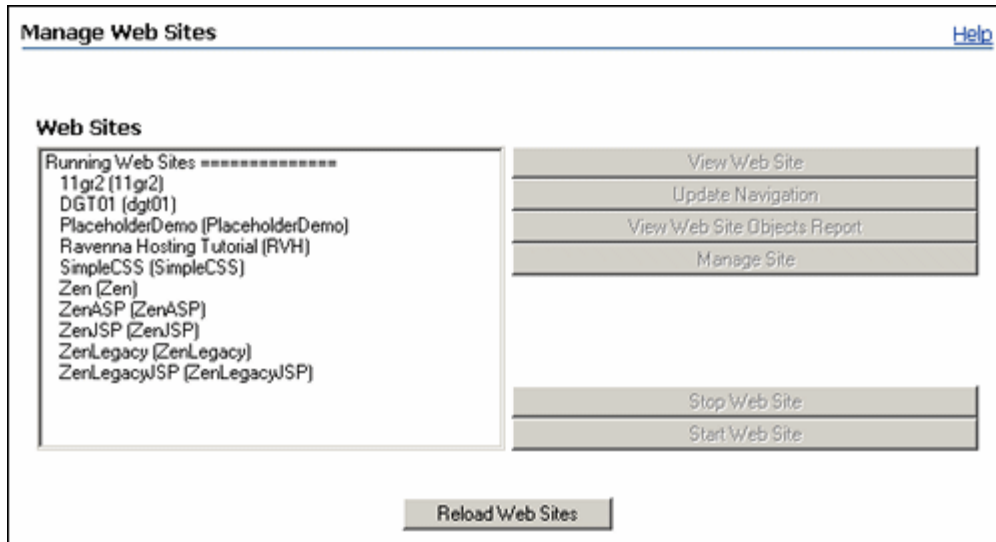 Manage Web Sites
Help
Web Sites
Running Web Sites ==============
11gr2 (11gr2)
DGT01 (dgt01)
PlaceholderDemo (PlaceholderDemo)
Ravenna Hosting Tutorial (RVH)
SimpleCSS (SimpleCSS)
Zen (Zen)
ZenASP (ZenASP)
ZenJSP (ZenJSP)
ZenLegacy (ZenLegacy)
ZenLegacyJSP (ZenLegacyJSP)
View Web Site
Update Navigation
View Web Site Objects Report
Manage Site
Stop Web Site
Start Web Site
Reload Web Sites